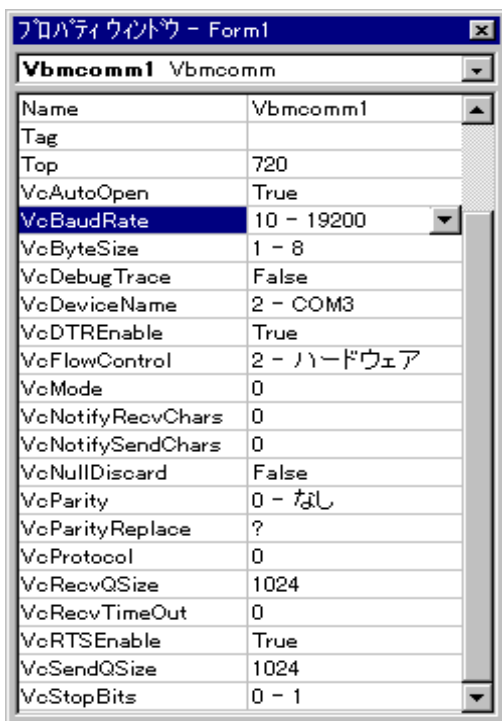 プロパティ ウィンドウ - Form1
Vbmcomm1 Vbmcomm
Name Vbmcomm1
Tag
Top 720
VcAutoOpen True
VcBaudRate 10 - 19200
VcByteSize 1 - 8
VcDebugTrace False
VcDeviceName 2 - COM3
VcDTREnable True
VcFlowControl 2 - ハードウェア
VcMode 0
VcNotifyRecvChars 0
VcNotifySendChars 0
VcNullDiscard False
VcParity 0 - なし
VcParityReplace ?
VcProtocol 0
VcRecvQSize 1024
VcRecvTimeOut 0
VcRTSEnable True
VcSendQSize 1024
VcStopBits 0 - 1